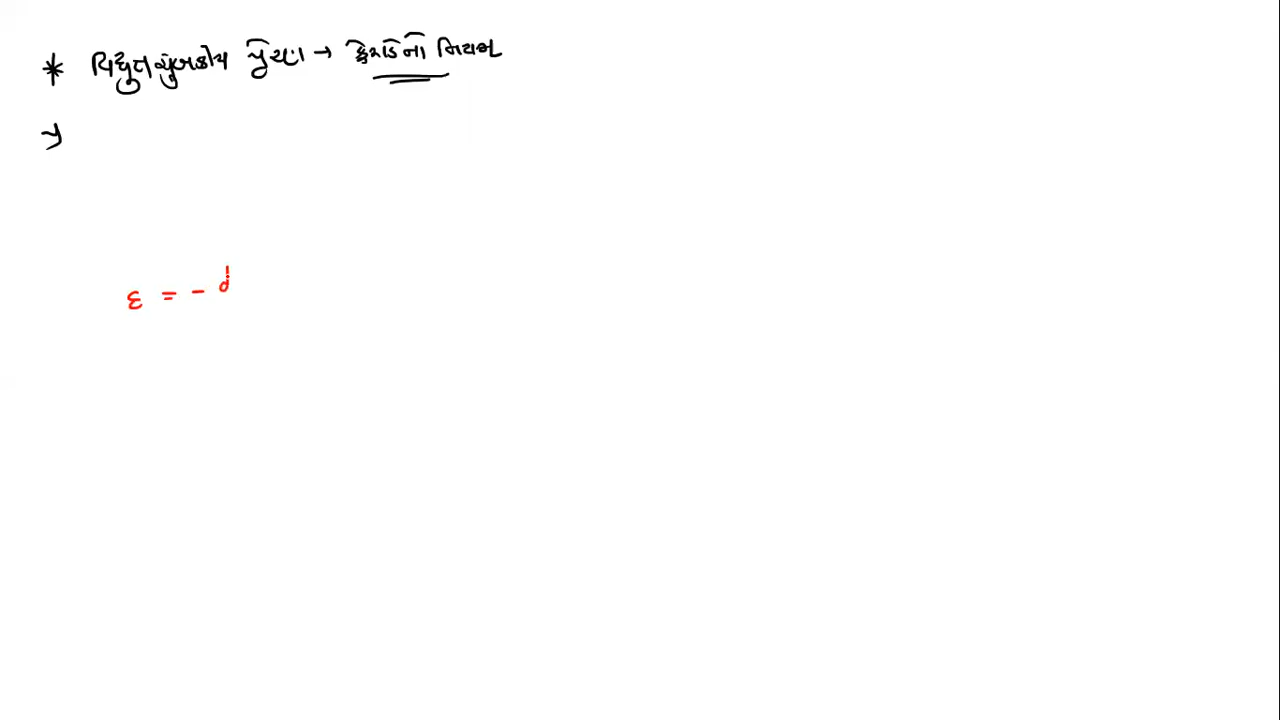 * વિદ્યુતચુંબકીય પ્રેરણ → ફેરાડેનો નિયમ
→
ε = - d